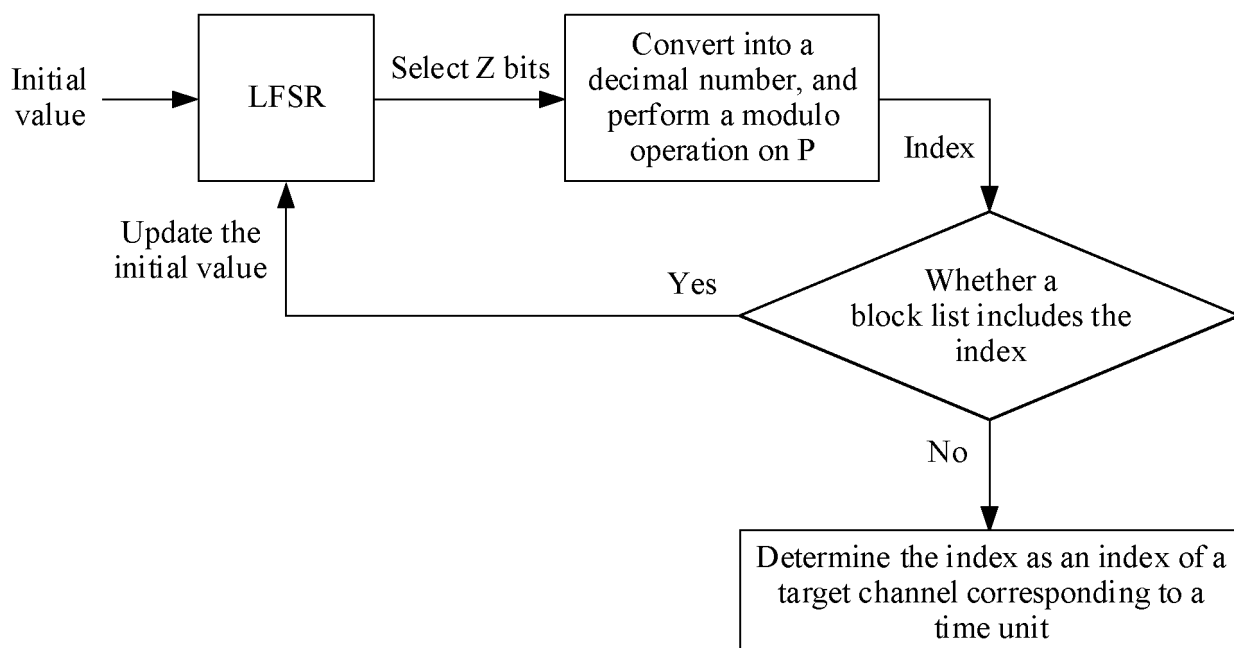 Initial
value
LFSR
Select Z bits
Convert into a
decimal number, and
perform a modulo
operation on P
Index
Update the
initial value
Yes
Whether a
block list includes the
index
No
Determine the index as an index of a
target channel corresponding to a
time unit